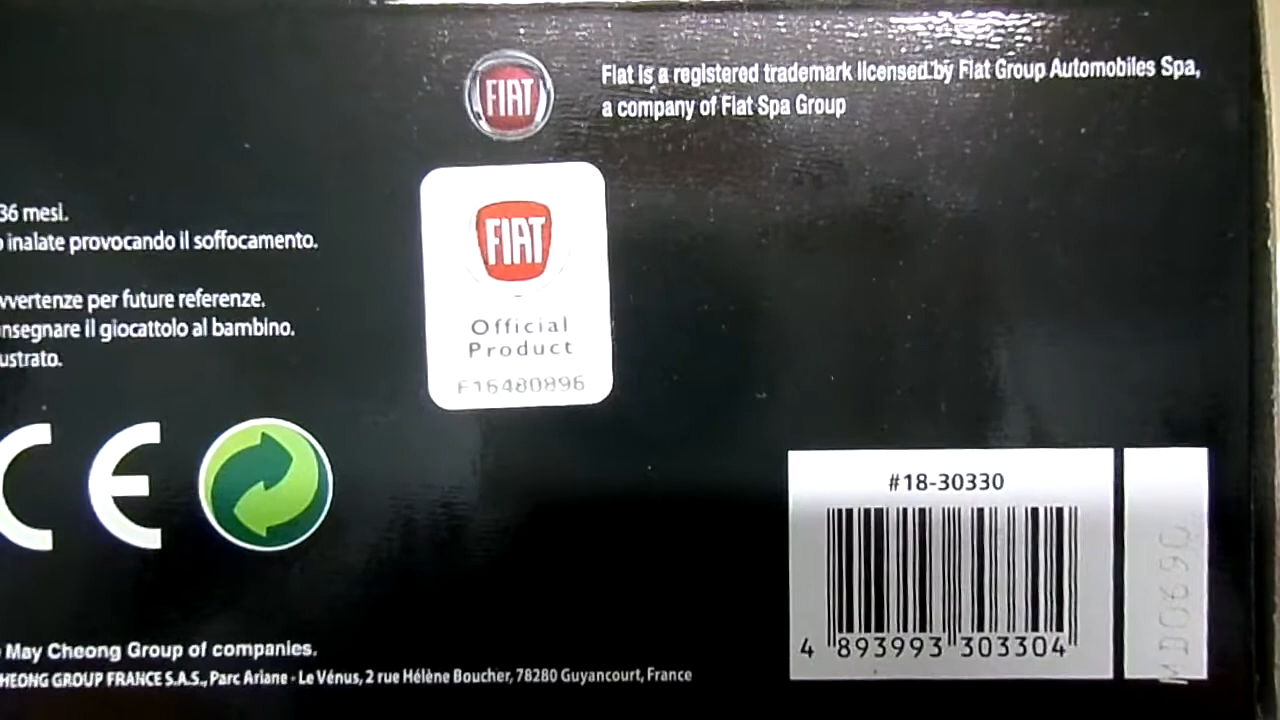 FIAT
Fiat is a registered trademark licensed by Fiat Group Automobiles Spa,
a company of Fiat Spa Group
36 mesi.
inalate provocando il soffocamento.
vvertenze per future referenze.
nsegnare il giocattolo al bambino.
ustrato.
FIAT
Official
Product
F16480896
CE
#18-30330
4 893993 303304
MD0690
May Cheong Group of companies.
HEONG GROUP FRANCE S.A.S., Parc Ariane - Le Vénus, 2 rue Hélène Boucher, 78280 Guyancourt, France